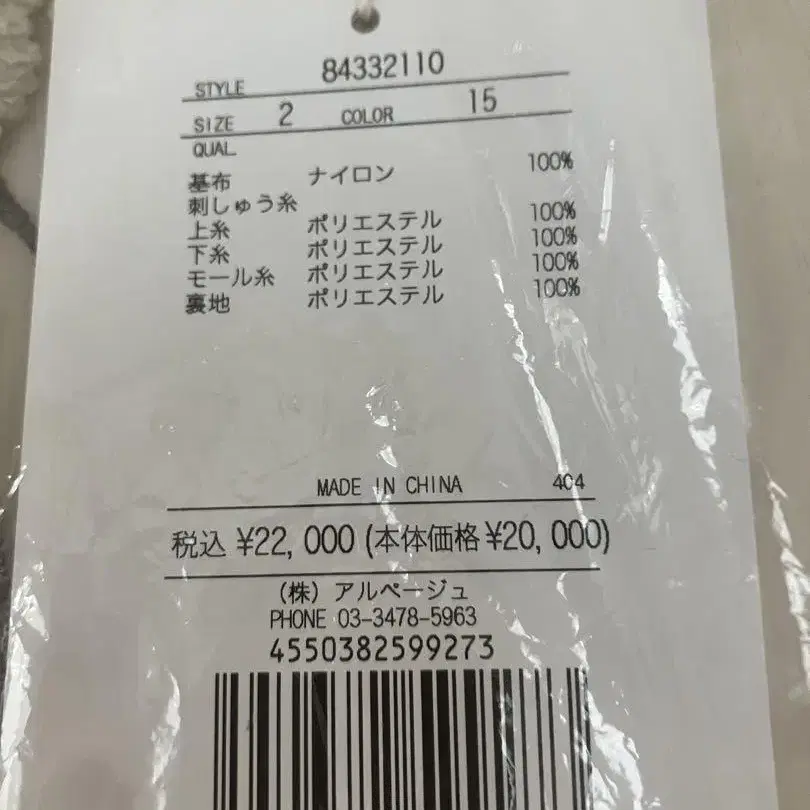 STYLE 84332110
SIZE 2 COLOR 15
QUAL
基布 ナイロン 100%
刺しゅう糸
上糸 ポリエステル 100%
下糸 ポリエステル 100%
モール糸 ポリエステル 100%
裏地 ポリエステル 100%
MADE IN CHINA 404
税込 ¥22,000 (本体価格¥20,000)
(株) アルページュ
PHONE 03-3478-5963
4550382599273